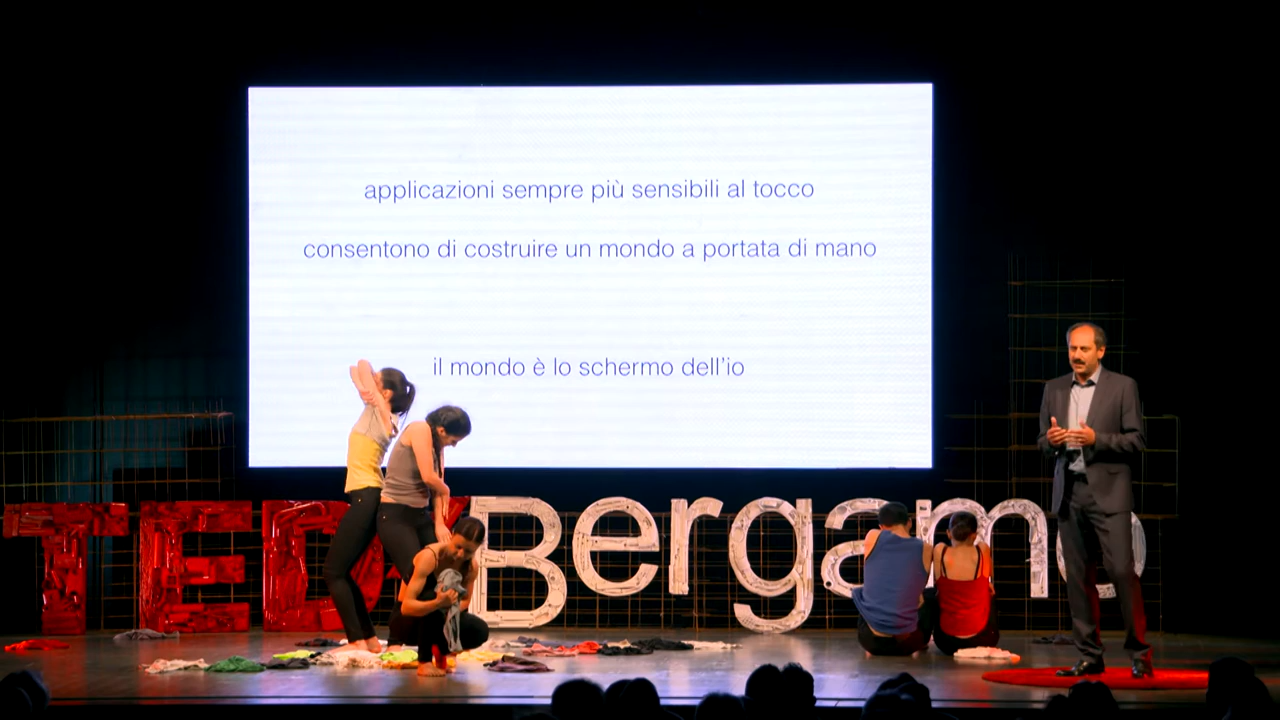 applicazioni sempre più sensibili al tocco
consentono di costruire un mondo a portata di mano
il mondo è lo schermo dell'io
TEDxBergamo